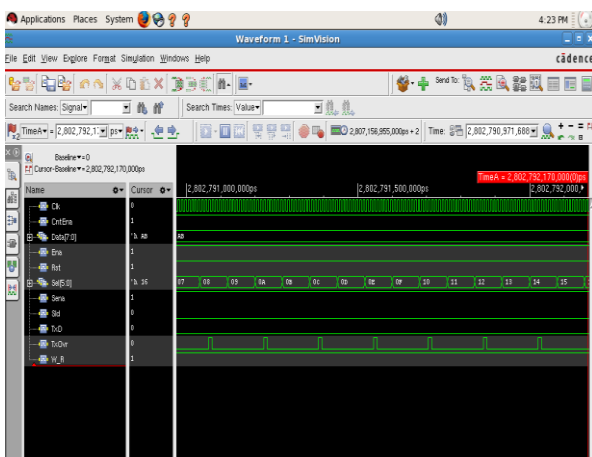 Applications Places System 4:23 PM
Waveform 1 - SimVision
File Edit View Explore Format Simulation Windows Help cādence
Send To:
Search Names: Signal Search Times: Value
TimeA = 2,802,792,1 ps 2,807,156,955,000ps + 2 Time: 2,802,790,971,688
Baseline = 0
Cursor-Baseline = 2,802,792,170,000ps
TimeA = 2,802,792,170,000(0)ps
Name Cursor 2,802,791,000,000ps 2,802,791,500,000ps 2,802,792,000,
Clk 0
CntEna 1
Data[7:0] 'h A8 A8
Ena 1
Rst 1
Sel[5:0] 'h 16 07 08 09 0A 0B 0C 0D 0E 0F 10 11 12 13 14 15
Sena 1
Sld 0
TxD 0
TxOvr 0
W_R 1